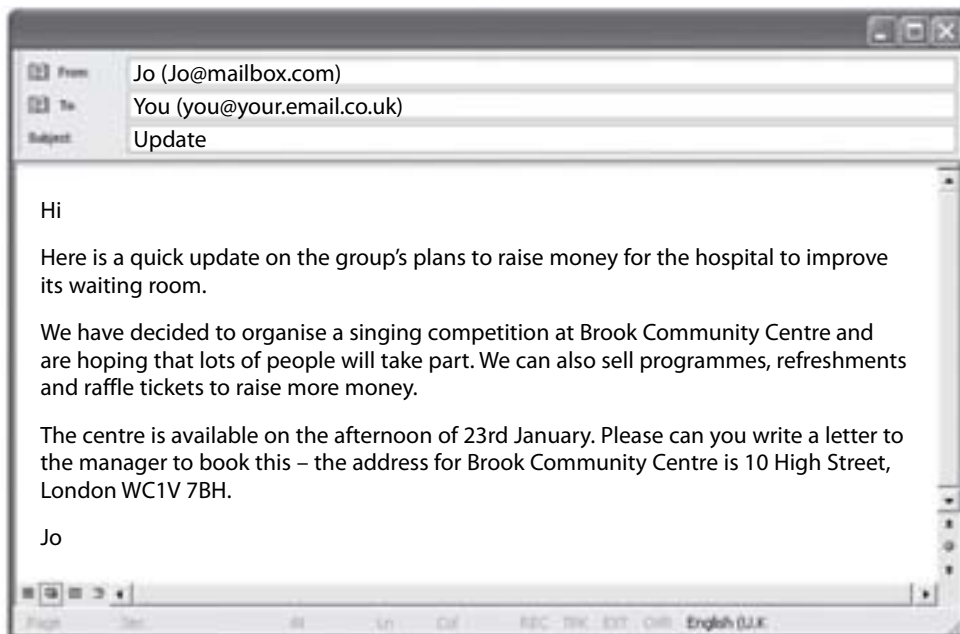 From Jo (Jo@mailbox.com)
To You (you@your.email.co.uk)
Subject: Update
Hi
Here is a quick update on the group’s plans to raise money for the hospital to improve
its waiting room.
We have decided to organise a singing competition at Brook Community Centre and
are hoping that lots of people will take part. We can also sell programmes, refreshments
and raffle tickets to raise more money.
The centre is available on the afternoon of 23rd January. Please can you write a letter to
the manager to book this – the address for Brook Community Centre is 10 High Street,
London WC1V 7BH.
Jo
Page Sec At Ln Col REC TRK EXT OVR English (U.K